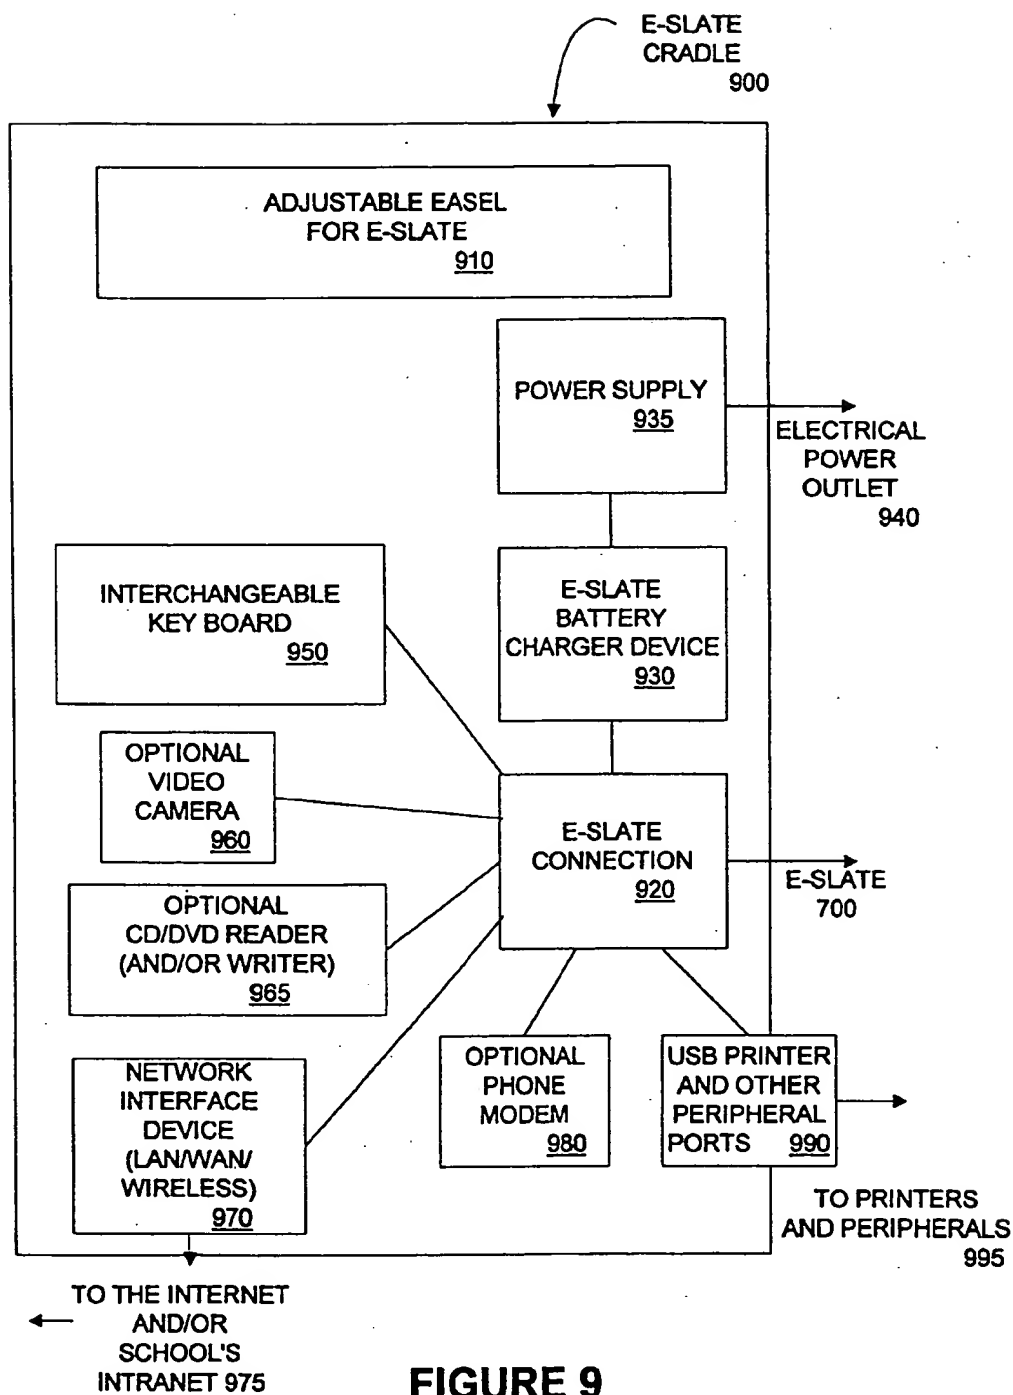 E-SLATE
CRADLE
900
ADJUSTABLE EASEL
FOR E-SLATE
910
POWER SUPPLY
935
ELECTRICAL
POWER
OUTLET
940
INTERCHANGEABLE
KEY BOARD
950
E-SLATE
BATTERY
CHARGER DEVICE
930
OPTIONAL
VIDEO
CAMERA
960
E-SLATE
CONNECTION
920
E-SLATE
700
OPTIONAL
CD/DVD READER
(AND/OR WRITER)
965
NETWORK
INTERFACE
DEVICE
(LAN/WAN/
WIRELESS)
970
OPTIONAL
PHONE
MODEM
980
USB PRINTER
AND OTHER
PERIPHERAL
PORTS 990
TO PRINTERS
AND PERIPHERALS
995
TO THE INTERNET
AND/OR
SCHOOL'S
INTRANET 975
FIGURE 9